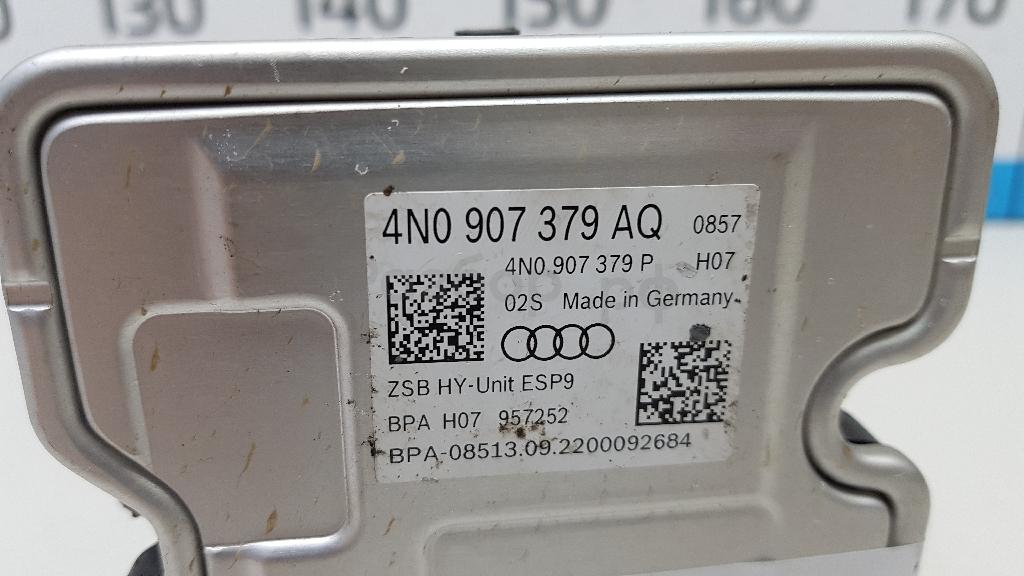 130 140 150 160 170
4N0 907 379 AQ 0857
4N0 907 379 P H07
02S Made in Germany
ZSB HY-Unit ESP9
BPA H07 957252
BPA-08513.09.2200092684